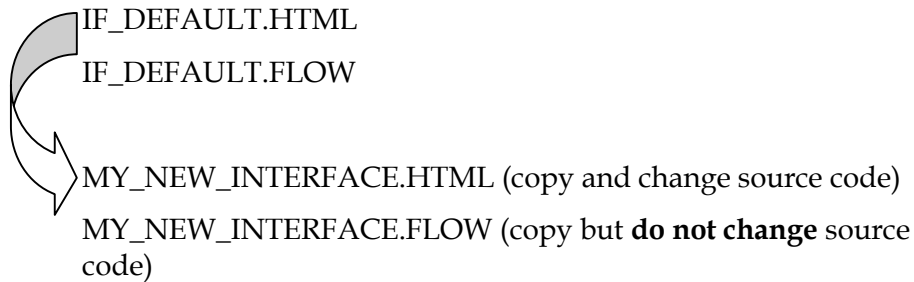 IF_DEFAULT.HTML
IF_DEFAULT.FLOW
MY_NEW_INTERFACE.HTML (copy and change source code)
MY_NEW_INTERFACE.FLOW (copy but do not change source
code)